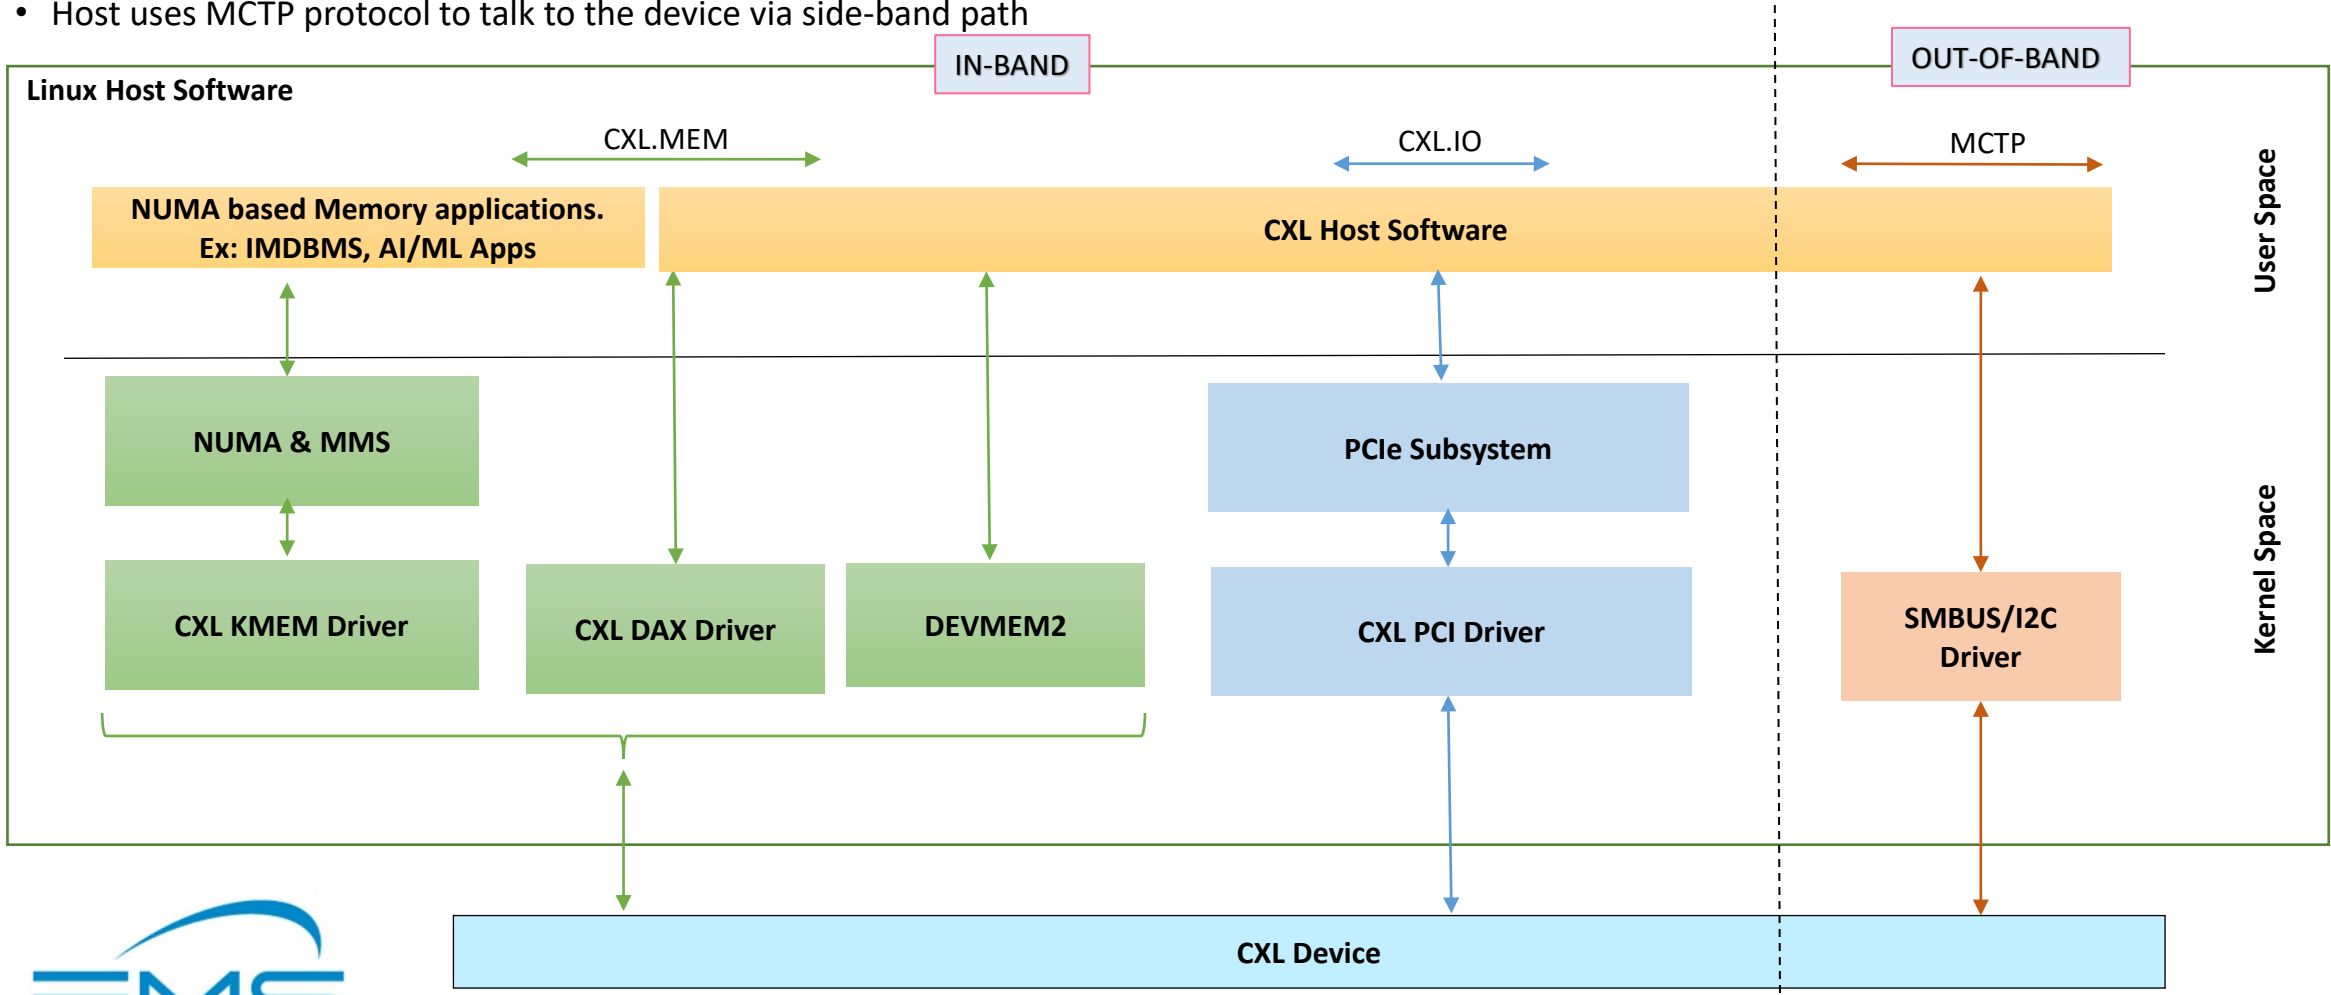 • Host uses MCTP protocol to talk to the device via side-band path
IN-BAND
OUT-OF-BAND
Linux Host Software
CXL.MEM
CXL.IO
MCTP
NUMA based Memory applications.
Ex: IMDBMS, AI/ML Apps
CXL Host Software
User Space
NUMA & MMS
PCIe Subsystem
Kernel Space
CXL KMEM Driver
CXL DAX Driver
DEVMEM2
CXL PCI Driver
SMBUS/I2C
Driver
CXL Device